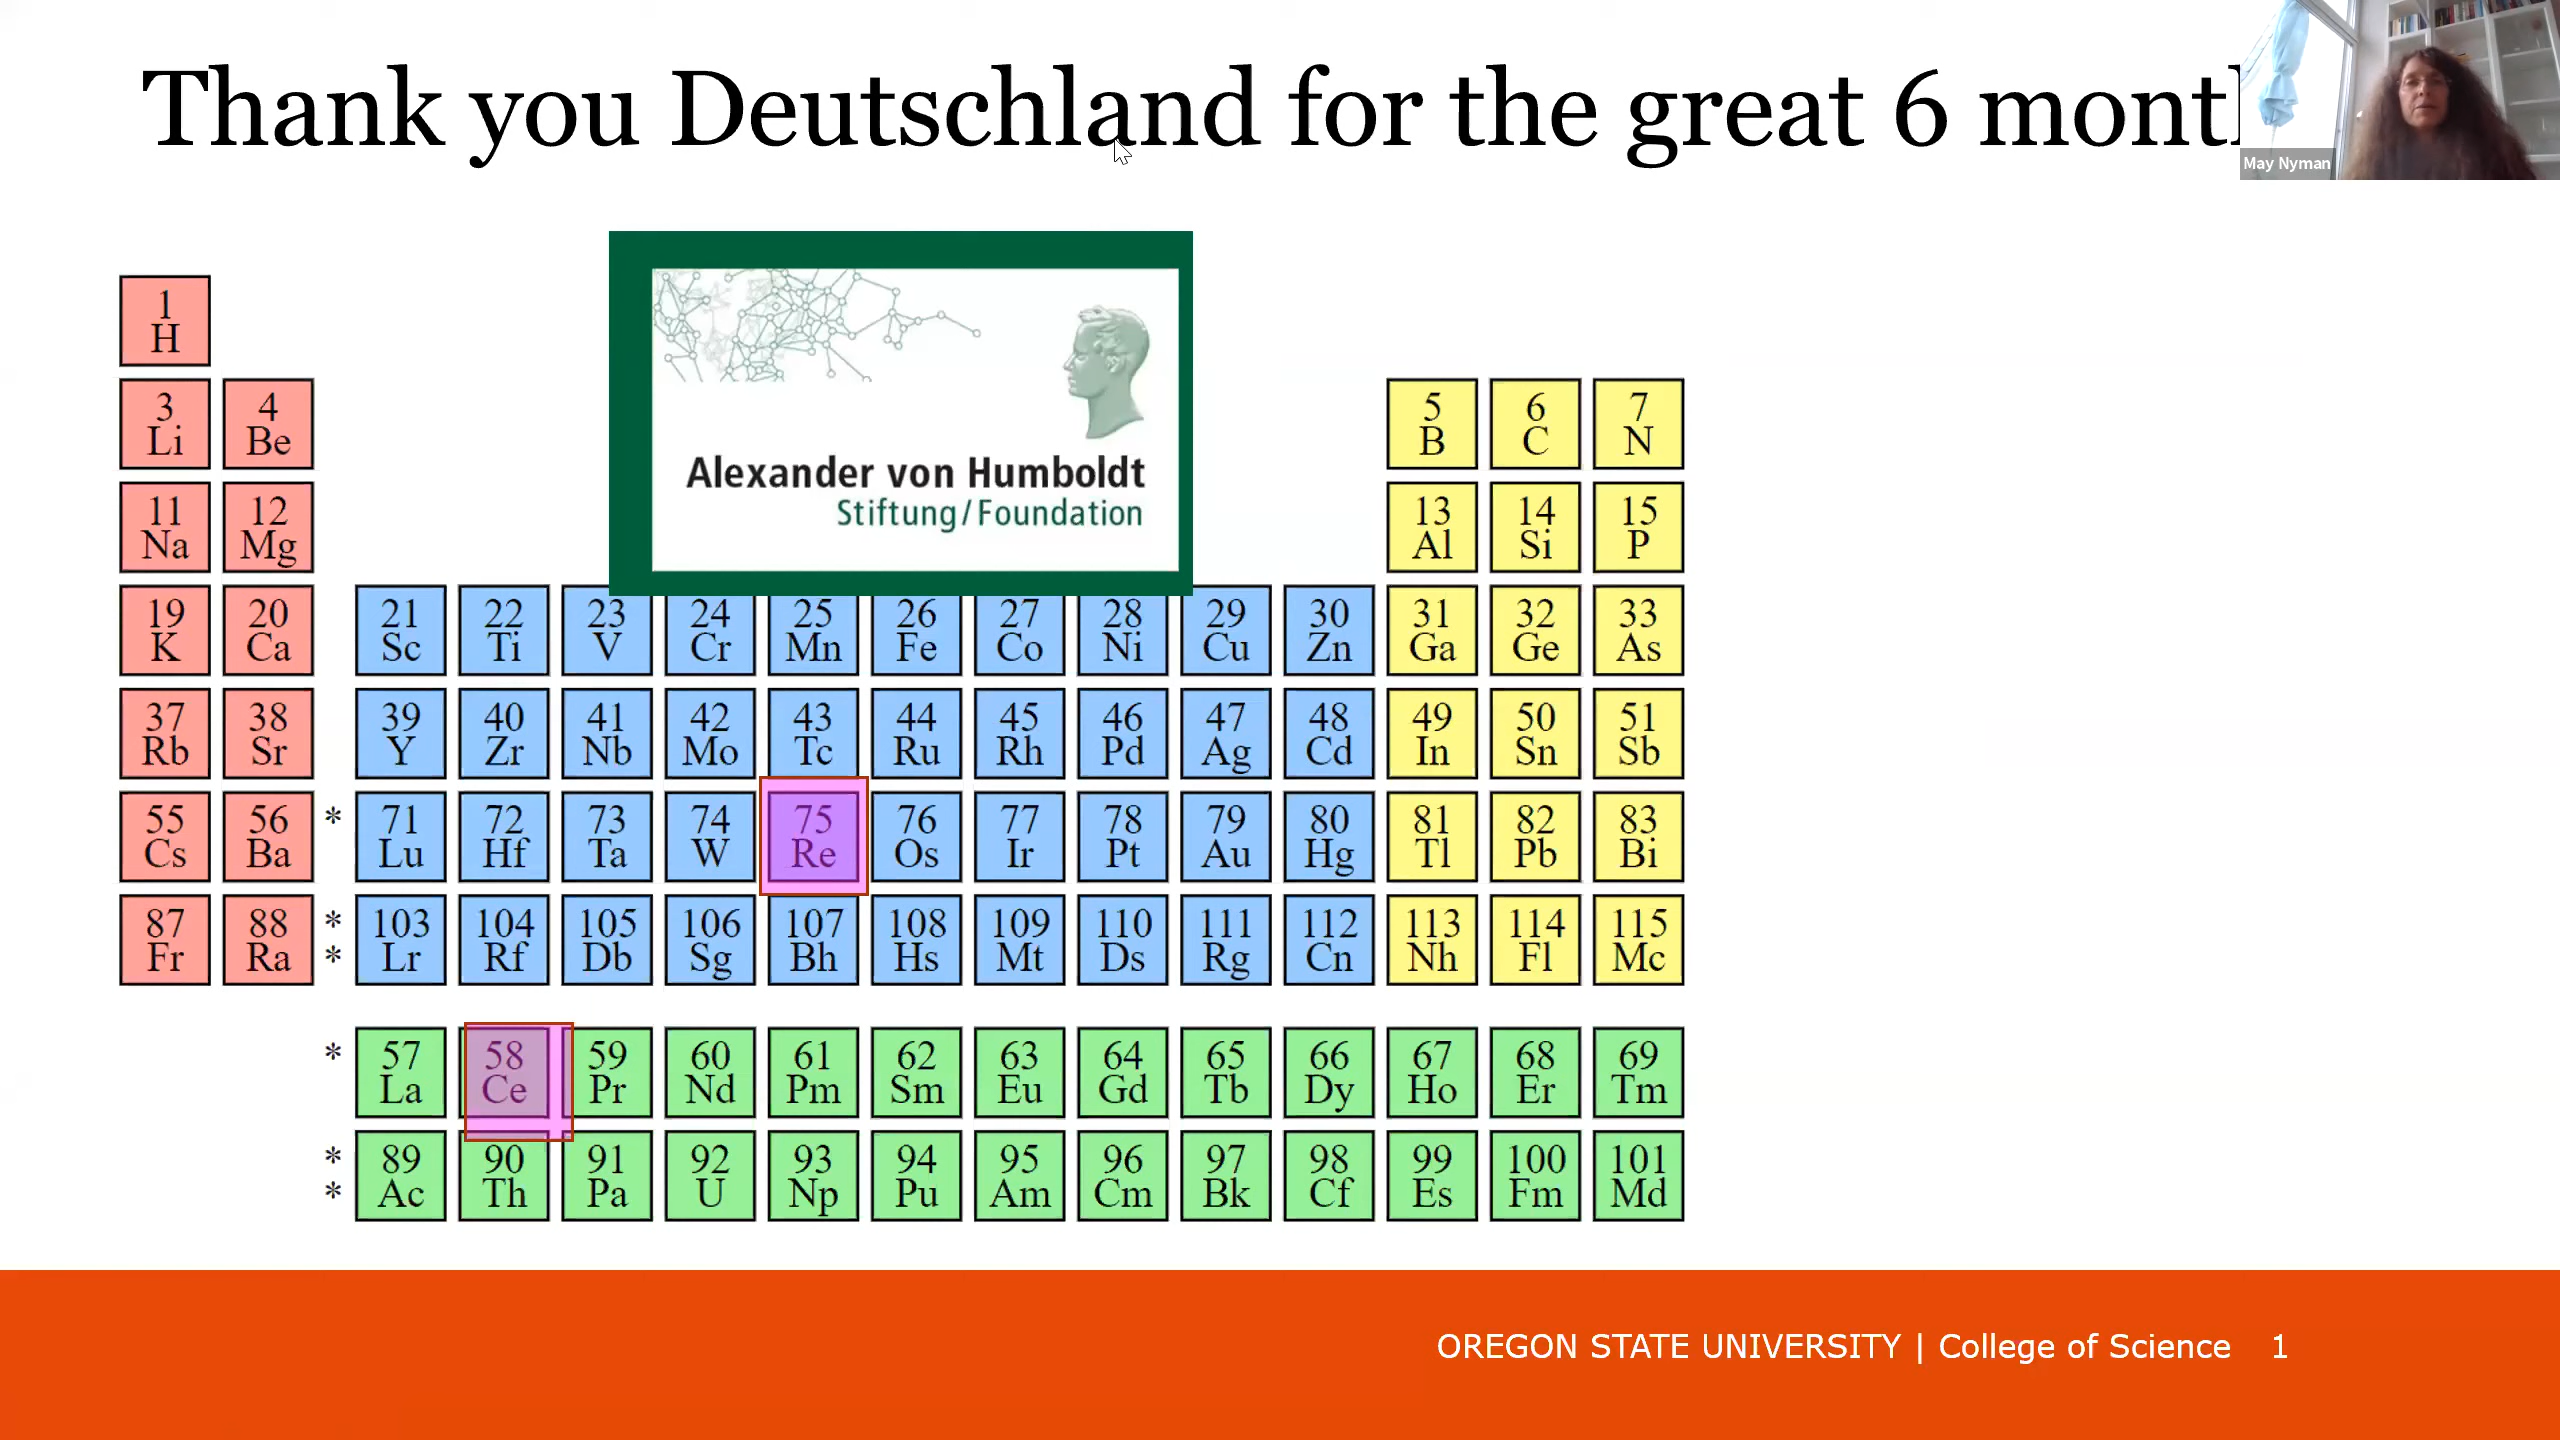 Thank you Deutschland for the great 6 mont
May Nyman
Alexander von Humboldt
Stiftung/Foundation
1
H
3 4 5 6 7
Li Be B C N
11 12 13 14 15
Na Mg Al Si P
19 20 21 22 23 24 25 26 27 28 29 30 31 32 33
K Ca Sc Ti V Cr Mn Fe Co Ni Cu Zn Ga Ge As
37 38 39 40 41 42 43 44 45 46 47 48 49 50 51
Rb Sr Y Zr Nb Mo Tc Ru Rh Pd Ag Cd In Sn Sb
55 56 * 71 72 73 74 75 76 77 78 79 80 81 82 83
Cs Ba Lu Hf Ta W Re Os Ir Pt Au Hg Tl Pb Bi
87 88 * 103 104 105 106 107 108 109 110 111 112 113 114 115
Fr Ra * Lr Rf Db Sg Bh Hs Mt Ds Rg Cn Nh Fl Mc
* 57 58 59 60 61 62 63 64 65 66 67 68 69
La Ce Pr Nd Pm Sm Eu Gd Tb Dy Ho Er Tm
* 89 90 91 92 93 94 95 96 97 98 99 100 101
* Ac Th Pa U Np Pu Am Cm Bk Cf Es Fm Md
OREGON STATE UNIVERSITY | College of Science 1